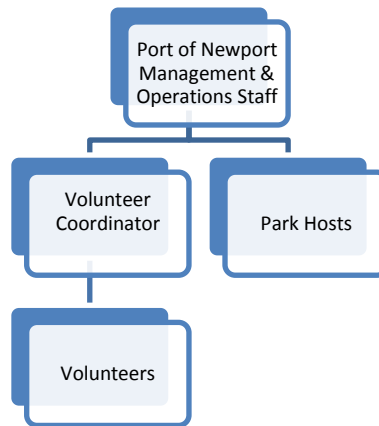 Port of Newport
Management &
Operations Staff
Volunteer
Coordinator
Park Hosts
Volunteers